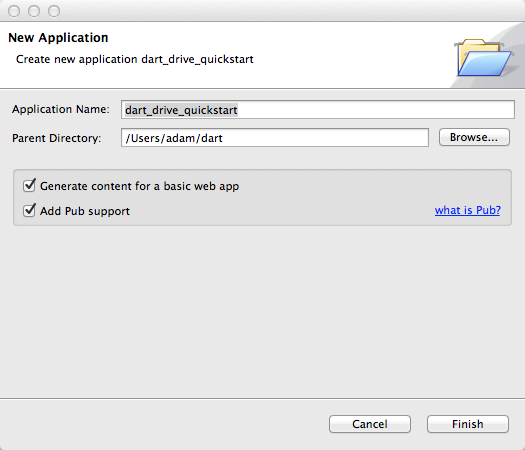 New Application
Create new application dart_drive_quickstart
Application Name: dart_drive_quickstart
Parent Directory: /Users/adam/dart Browse...
Generate content for a basic web app
Add Pub support what is Pub?
Cancel Finish